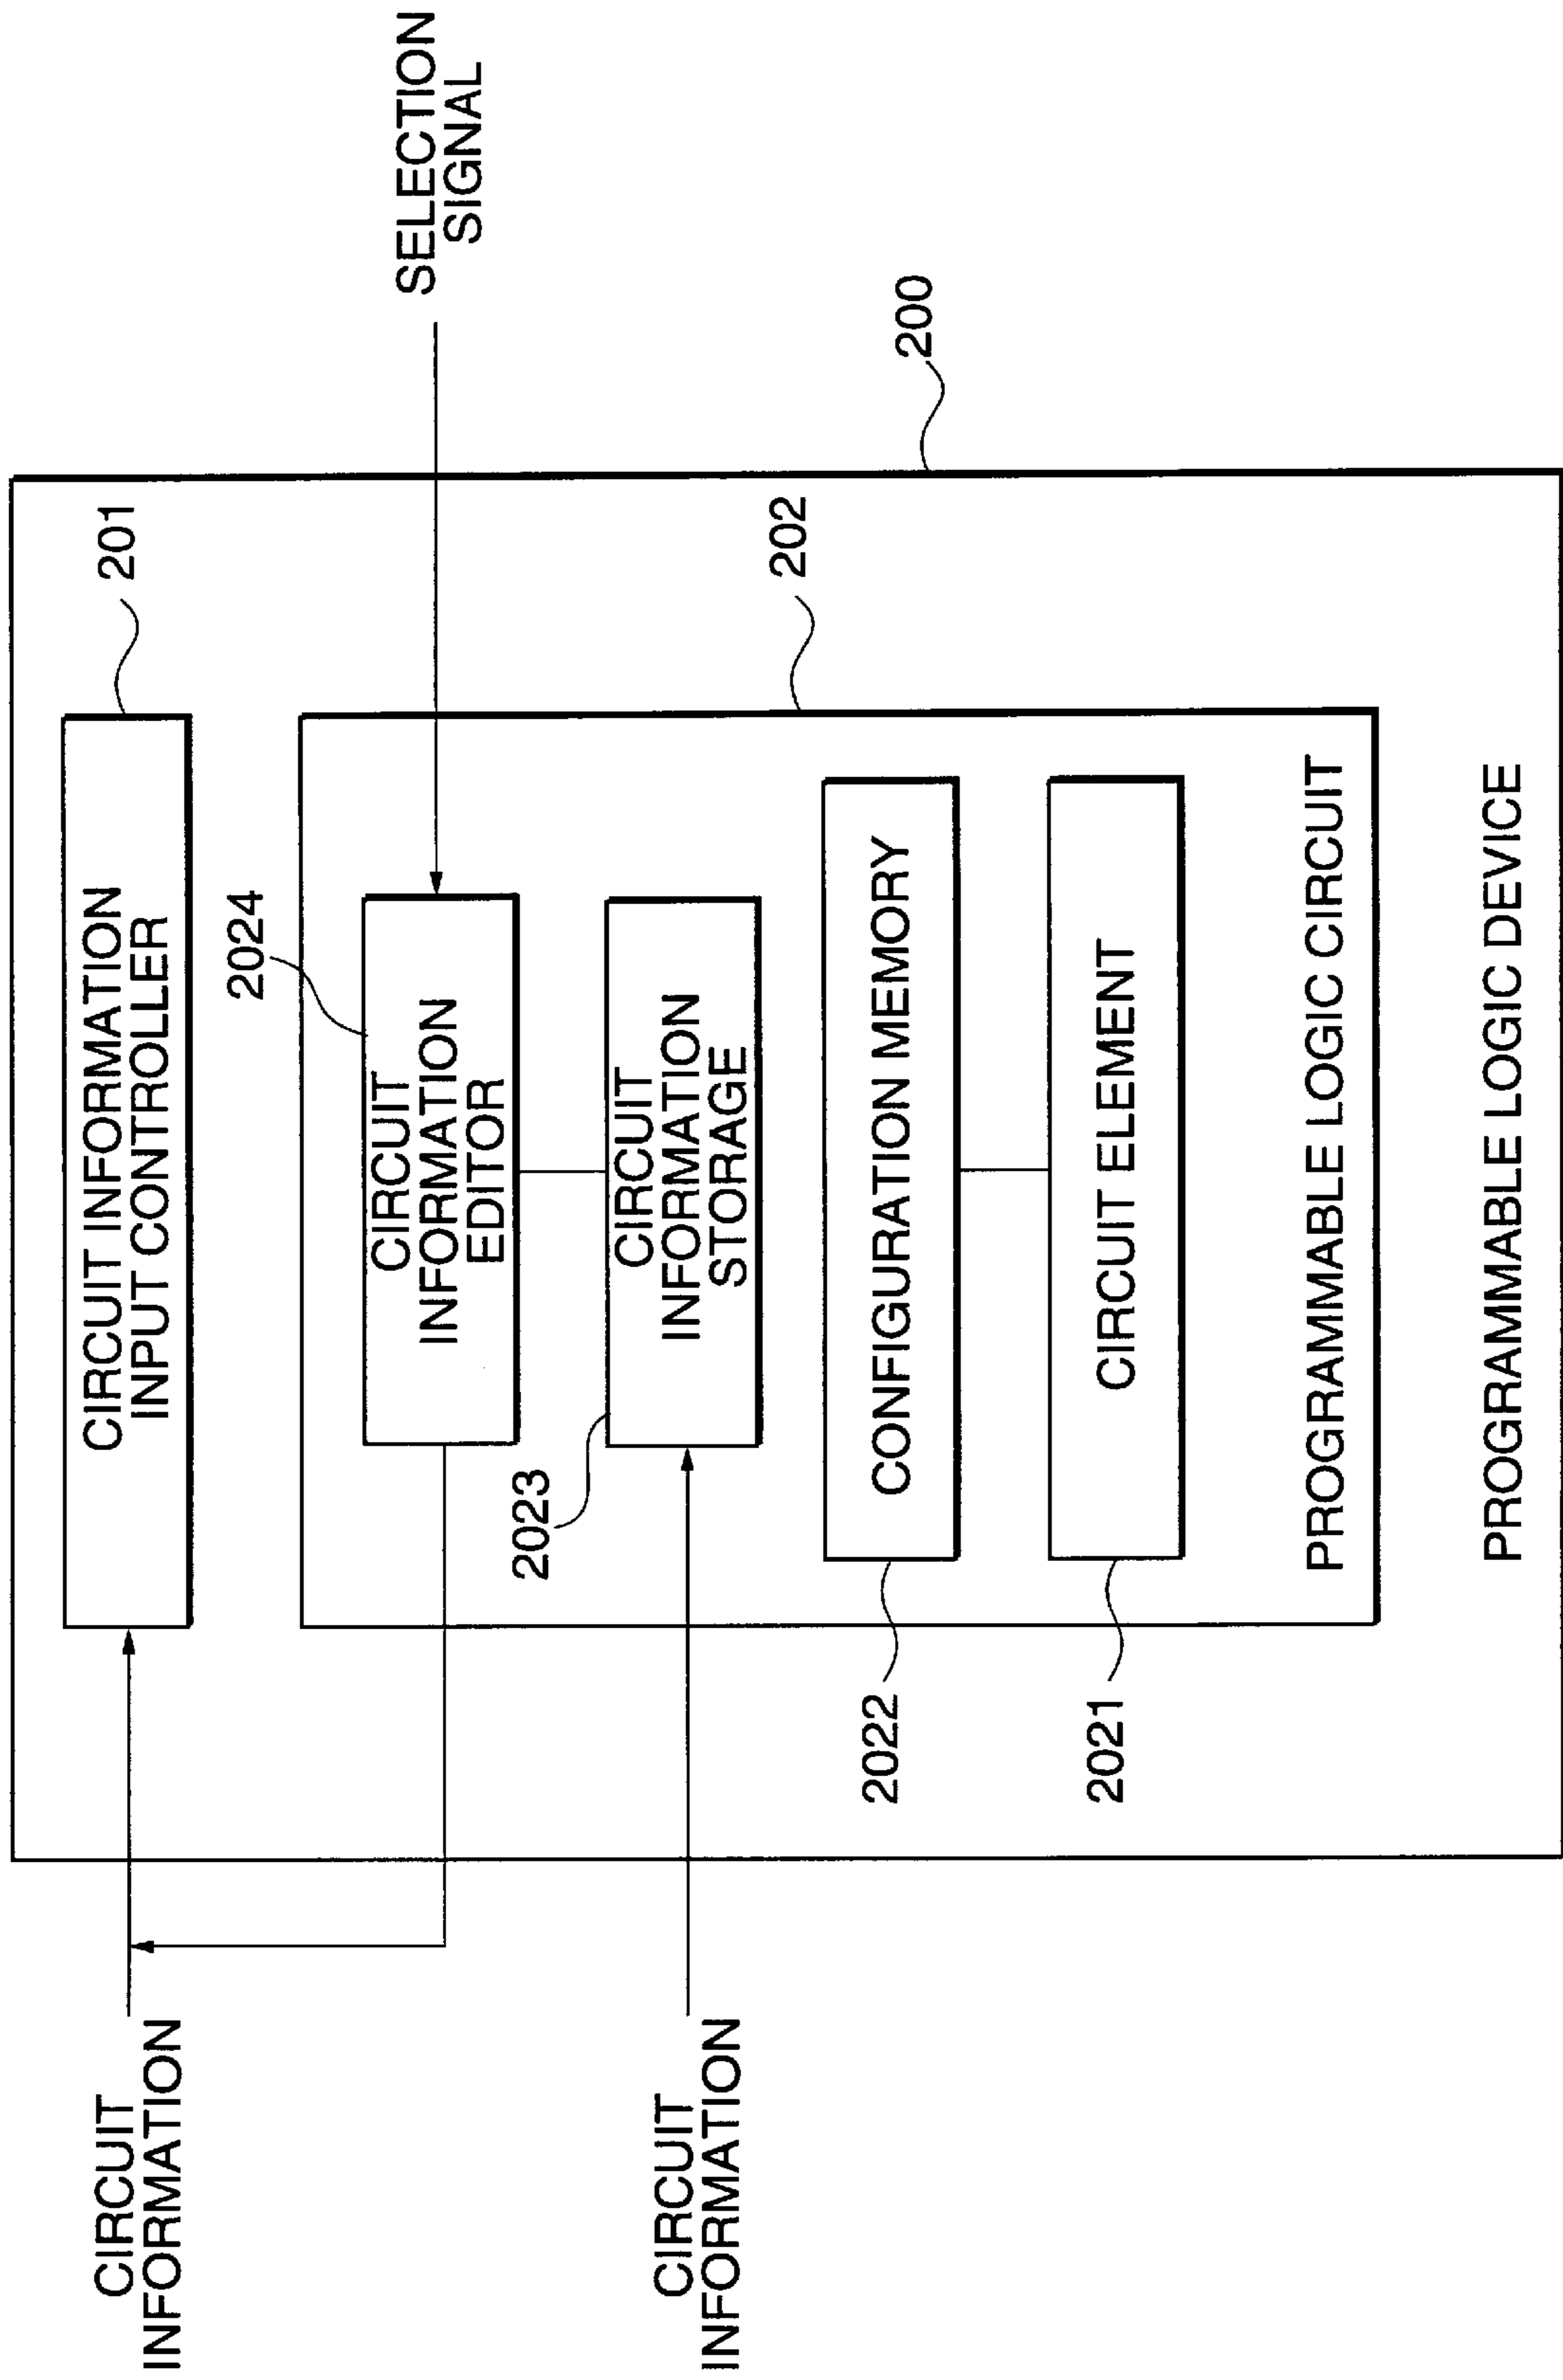 CIRCUIT
INFORMATION
CIRCUIT INFORMATION
INPUT CONTROLLER
201
2024
CIRCUIT
INFORMATION
EDITOR
SELECTION
SIGNAL
2023
CIRCUIT
INFORMATION
STORAGE
CIRCUIT
INFORMATION
202
200
2022
CONFIGURATION MEMORY
2021
CIRCUIT ELEMENT
PROGRAMMABLE LOGIC CIRCUIT
PROGRAMMABLE LOGIC DEVICE